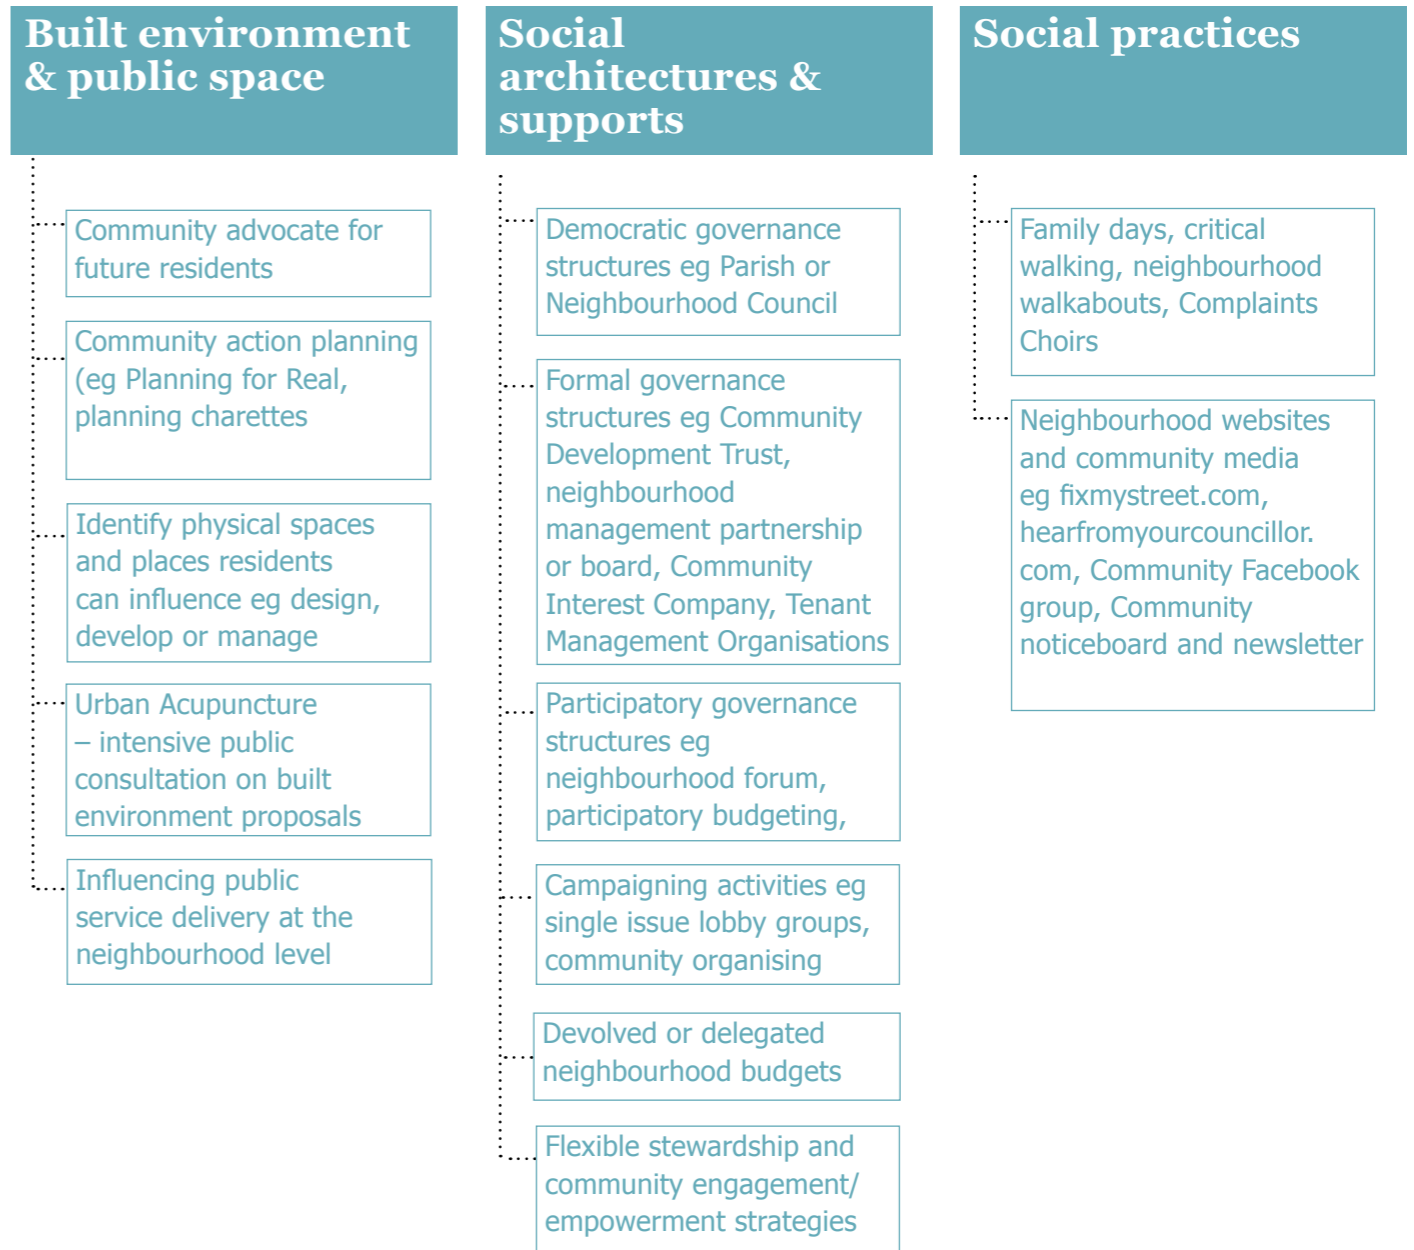 Built environment
& public space
Community advocate for
future residents
Community action planning
(eg Planning for Real,
planning charettes
Identify physical spaces
and places residents
can influence eg design,
develop or manage
Urban Acupuncture
– intensive public
consultation on built
environment proposals
Influencing public
service delivery at the
neighbourhood level
Social
architectures &
supports
Democratic governance
structures eg Parish or
Neighbourhood Council
Formal governance
structures eg Community
Development Trust,
neighbourhood
management partnership
or board, Community
Interest Company, Tenant
Management Organisations
Participatory governance
structures eg
neighbourhood forum,
participatory budgeting,
Campaigning activities eg
single issue lobby groups,
community organising
Devolved or delegated
neighbourhood budgets
Flexible stewardship and
community engagement/
empowerment strategies
Social practices
Family days, critical
walking, neighbourhood
walkabouts, Complaints
Choirs
Neighbourhood websites
and community media
eg fixmystreet.com,
hearfromyourcouncillor.
com, Community Facebook
group, Community
noticeboard and newsletter